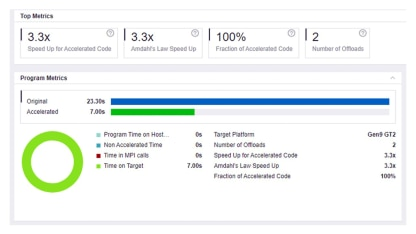 Top Metrics
3.3x
Speed Up for Accelerated Code
3.3x
Amdahl's Law Speed Up
100%
Fraction of Accelerated Code
2
Number of Offloads
Program Metrics
Original 23.30s
Accelerated 7.00s
Program Time on Host... 0s
Non Accelerated Time 0s
Time in MPI calls 0s
Time on Target 7.00s
Target Platform Gen9 GT2
Number of Offloads 2
Speed Up for Accelerated Code 3.3x
Amdahl's Law Speed Up 3.3x
Fraction of Accelerated Code 100%